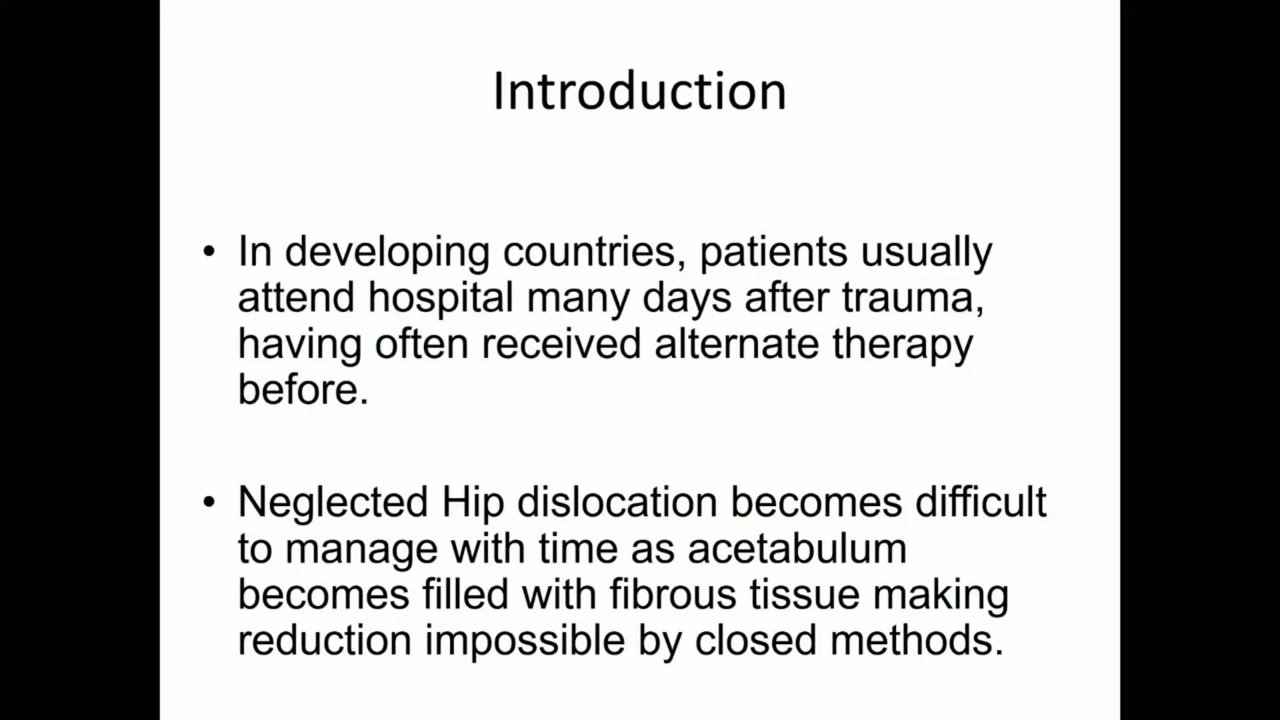 Introduction
• In developing countries, patients usually
attend hospital many days after trauma,
having often received alternate therapy
before.
• Neglected Hip dislocation becomes difficult
to manage with time as acetabulum
becomes filled with fibrous tissue making
reduction impossible by closed methods.